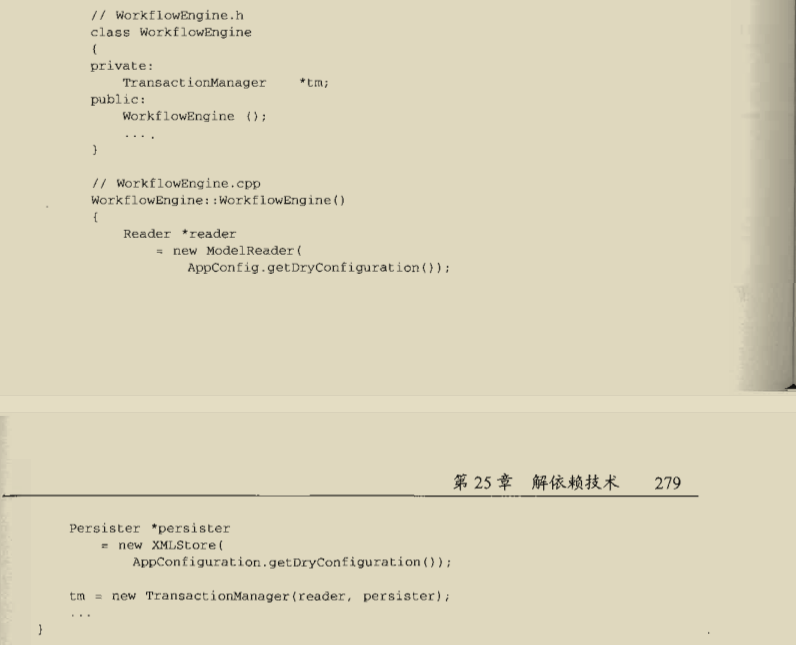 // WorkflowEngine.h
class WorkflowEngine
{
private:
    TransactionManager    *tm;
public:
    WorkflowEngine ();
    ....
}
// WorkflowEngine.cpp
WorkflowEngine::WorkflowEngine()
{
    Reader *reader
        = new ModelReader(
            AppConfig.getDryConfiguration());
第 25 章 解依赖技术 279
    Persister *persister
        = new XMLStore(
            AppConfiguration.getDryConfiguration());
    tm = new TransactionManager(reader, persister);
    ...
}